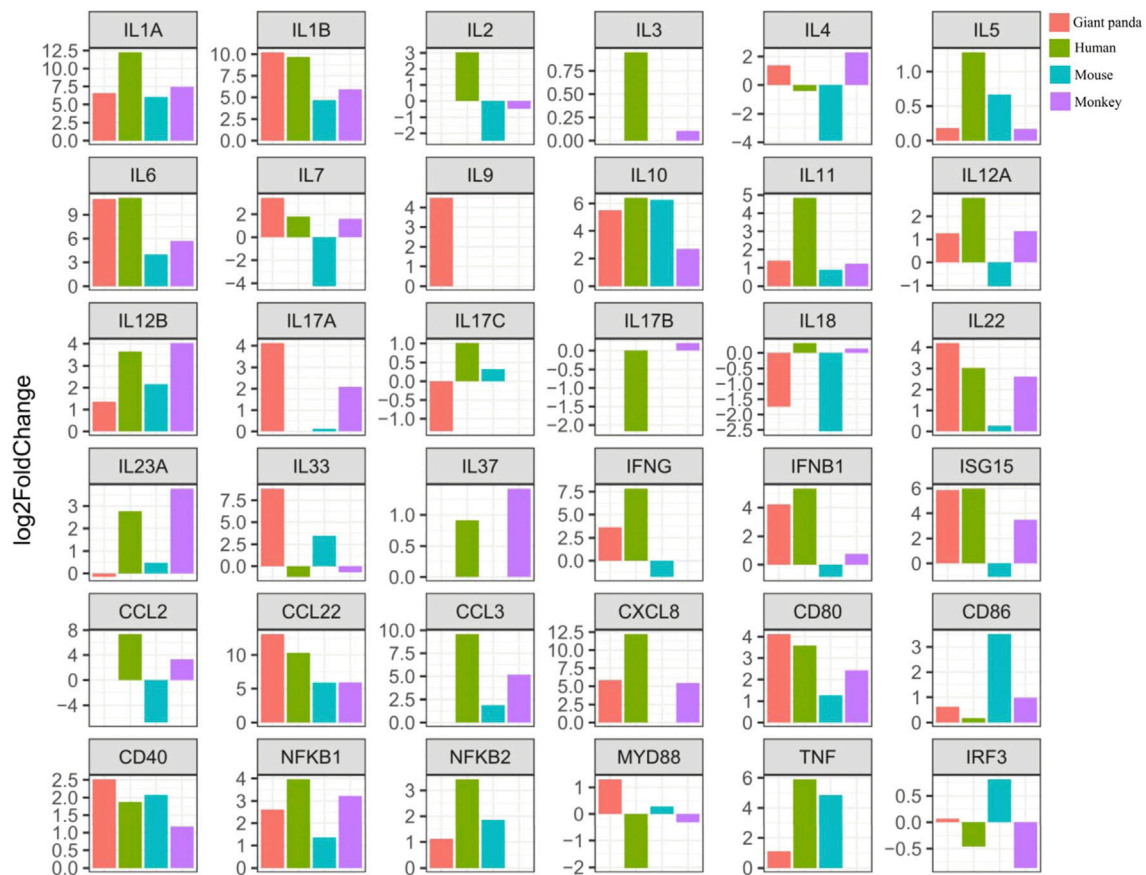 IL1A IL1B IL2 IL3 IL4 IL5
12.5 10.0 7.5 5.0 2.5 0.0
10.0 7.5 5.0 2.5 0.0
3 2 1 0 −1 −2
0.75 0.50 0.25 0.00
2 0 −2 −4
1.0 0.5 0.0
Giant panda
Human
Mouse
Monkey
IL6 IL7 IL9 IL10 IL11 IL12A
9 6 3 0
2 0 −2 −4
4 3 2 1 0
6 4 2 0
5 4 3 2 1 0
2 1 0 −1
IL12B IL17A IL17C IL17B IL18 IL22
4 3 2 1 0
4 3 2 1 0
1.0 0.5 0.0 −0.5 −1.0
0.0 −0.5 −1.0 −1.5 −2.0
0.0 −0.5 −1.0 −1.5 −2.0 −2.5
4 3 2 1 0
log2FoldChange
IL23A IL33 IL37 IFNG IFNB1 ISG15
3 2 1 0
7.5 5.0 2.5 0.0
1.0 0.5 0.0
7.5 5.0 2.5 0.0
4 2 0
6 4 2 0
CCL2 CCL22 CCL3 CXCL8 CD80 CD86
8 4 0 −4
10 5 0
10.0 7.5 5.0 2.5 0.0
12.5 10.0 7.5 5.0 2.5 0.0
4 3 2 1 0
3 2 1 0
CD40 NFKB1 NFKB2 MYD88 TNF IRF3
2.5 2.0 1.5 1.0 0.5 0.0
4 3 2 1 0
3 2 1 0
1 0 −1 −2
6 4 2 0
0.5 0.0 −0.5